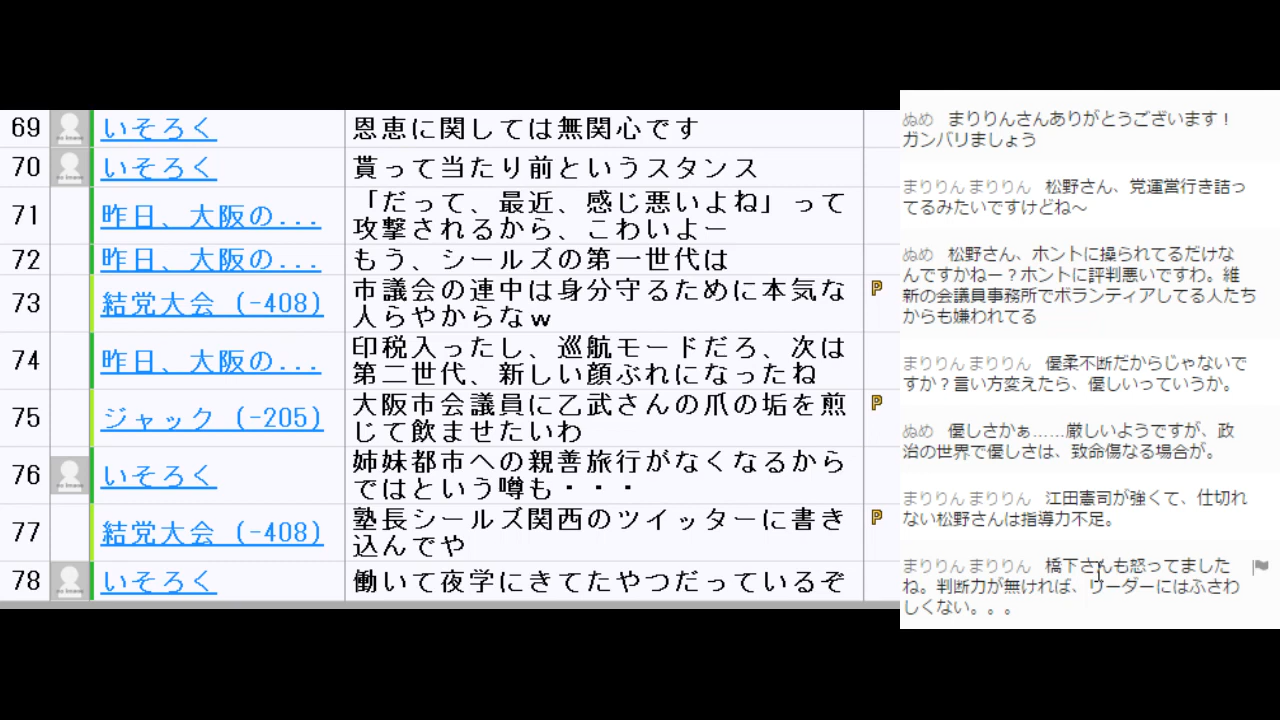 69 いそろく 恩恵に関しては無関心です
70 いそろく 貰って当たり前というスタンス
71 昨日、大阪の... 「だって、最近、感じ悪いよね」って
攻撃されるから、こわいよー
72 昨日、大阪の... もう、シールズの第一世代は
73 結党大会 (-408) 市議会の連中は身分守るために本気な P
人らやからなｗ
74 昨日、大阪の... 印税入ったし、巡航モードだろ、次は
第二世代、新しい顔ぶれになったね
75 ジャック (-205) 大阪市会議員に乙武さんの爪の垢を煎 P
じて飲ませたいわ
76 いそろく 姉妹都市への親善旅行がなくなるから
ではという噂も・・・
77 結党大会 (-408) 塾長シールズ関西のツイッターに書き P
込んでや
78 いそろく 働いて夜学にきてたやつだっているぞ
ぬめ まりりんさんありがとうございます！
ガンバリましょう
まりりん まりりん 松野さん、党運営行き詰っ
てるみたいですけどね～
ぬめ 松野さん、ホントに操られてるだけな
んですかねー？ホントに評判悪いですわ。維
新の会議員事務所でボランティアしてる人たち
からも嫌われてる
まりりん まりりん 優柔不断だからじゃないで
すか？言い方変えたら、優しいっていうか。
ぬめ 優しさかぁ……厳しいようですが、政
治の世界で優しさは、致命傷なる場合が。
まりりん まりりん 江田憲司が強くて、仕切れ
ない松野さんは指導力不足。
まりりん まりりん 橋下さんも怒ってました
ね。判断力が無ければ、リーダーにはふさわ
しくない。。。